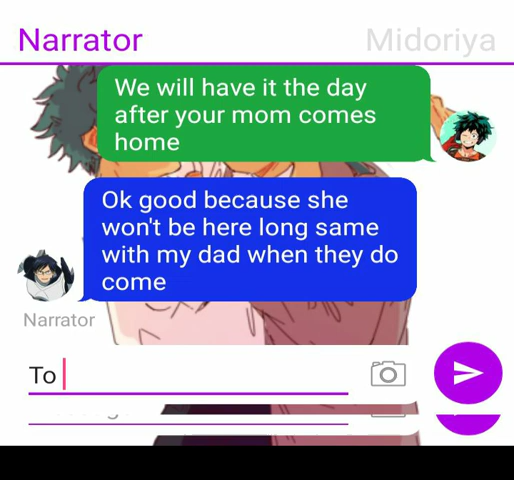 Narrator
Midoriya
We will have it the day
after your mom comes
home
Ok good because she
won't be here long same
with my dad when they do
come
Narrator
To